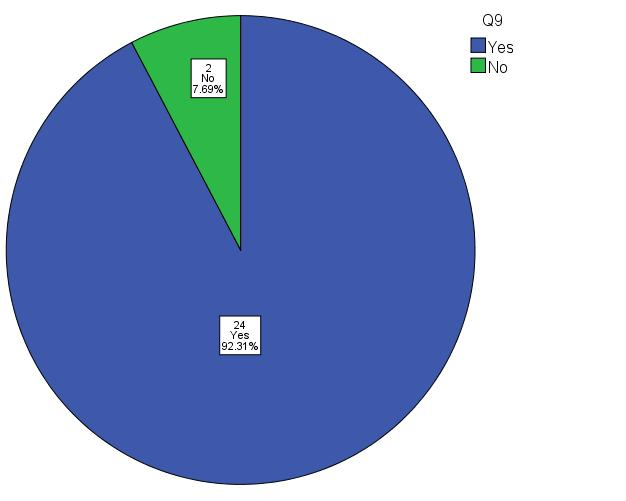 Q9
Yes
No
2
No
7.69%
24
Yes
92.31%